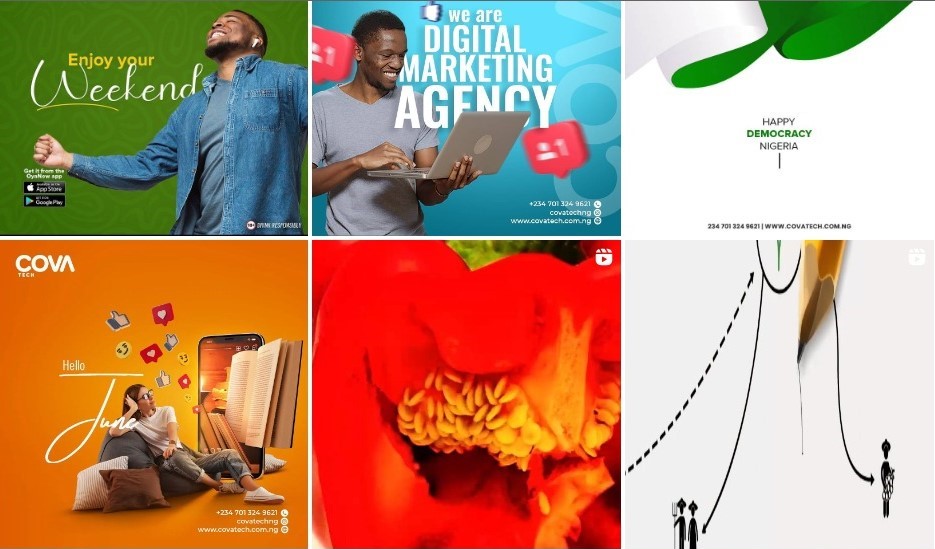 Enjoy your
Weekend
Get it from the
OyaNow app
App Store
Google Play
DRINK RESPONSIBLY
we are
DIGITAL
MARKETING
AGENCY
COV
+234 701 324 9621
covatechng
www.covatech.com.ng
HAPPY
DEMOCRACY
NIGERIA
234 701 324 9621 | WWW.COVATECH.COM.NG
COVA
TECH
Hello
June
+234 701 324 9621
covatechng
www.covatech.com.ng